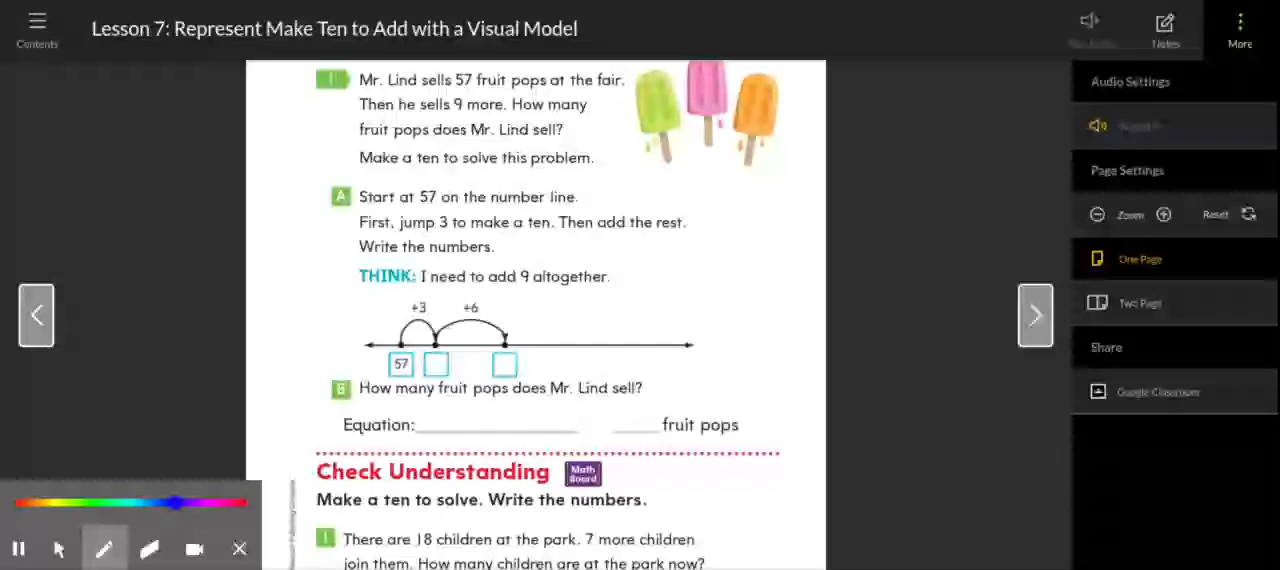 Contents
Lesson 7: Represent Make Ten to Add with a Visual Model
Notes
More
1
Mr. Lind sells 57 fruit pops at the fair.
Then he sells 9 more. How many
fruit pops does Mr. Lind sell?
Make a ten to solve this problem.
A
Start at 57 on the number line.
First, jump 3 to make a ten. Then add the rest.
Write the numbers.
THINK: I need to add 9 altogether.
+3 +6
57
B
How many fruit pops does Mr. Lind sell?
Equation: fruit pops
Check Understanding
Math
Board
Make a ten to solve. Write the numbers.
1
There are 18 children at the park. 7 more children
join them. How many children are at the park now?
Audio Settings
Page Settings
Zoom Reset
One Page
Two Page
Share
Google Classroom